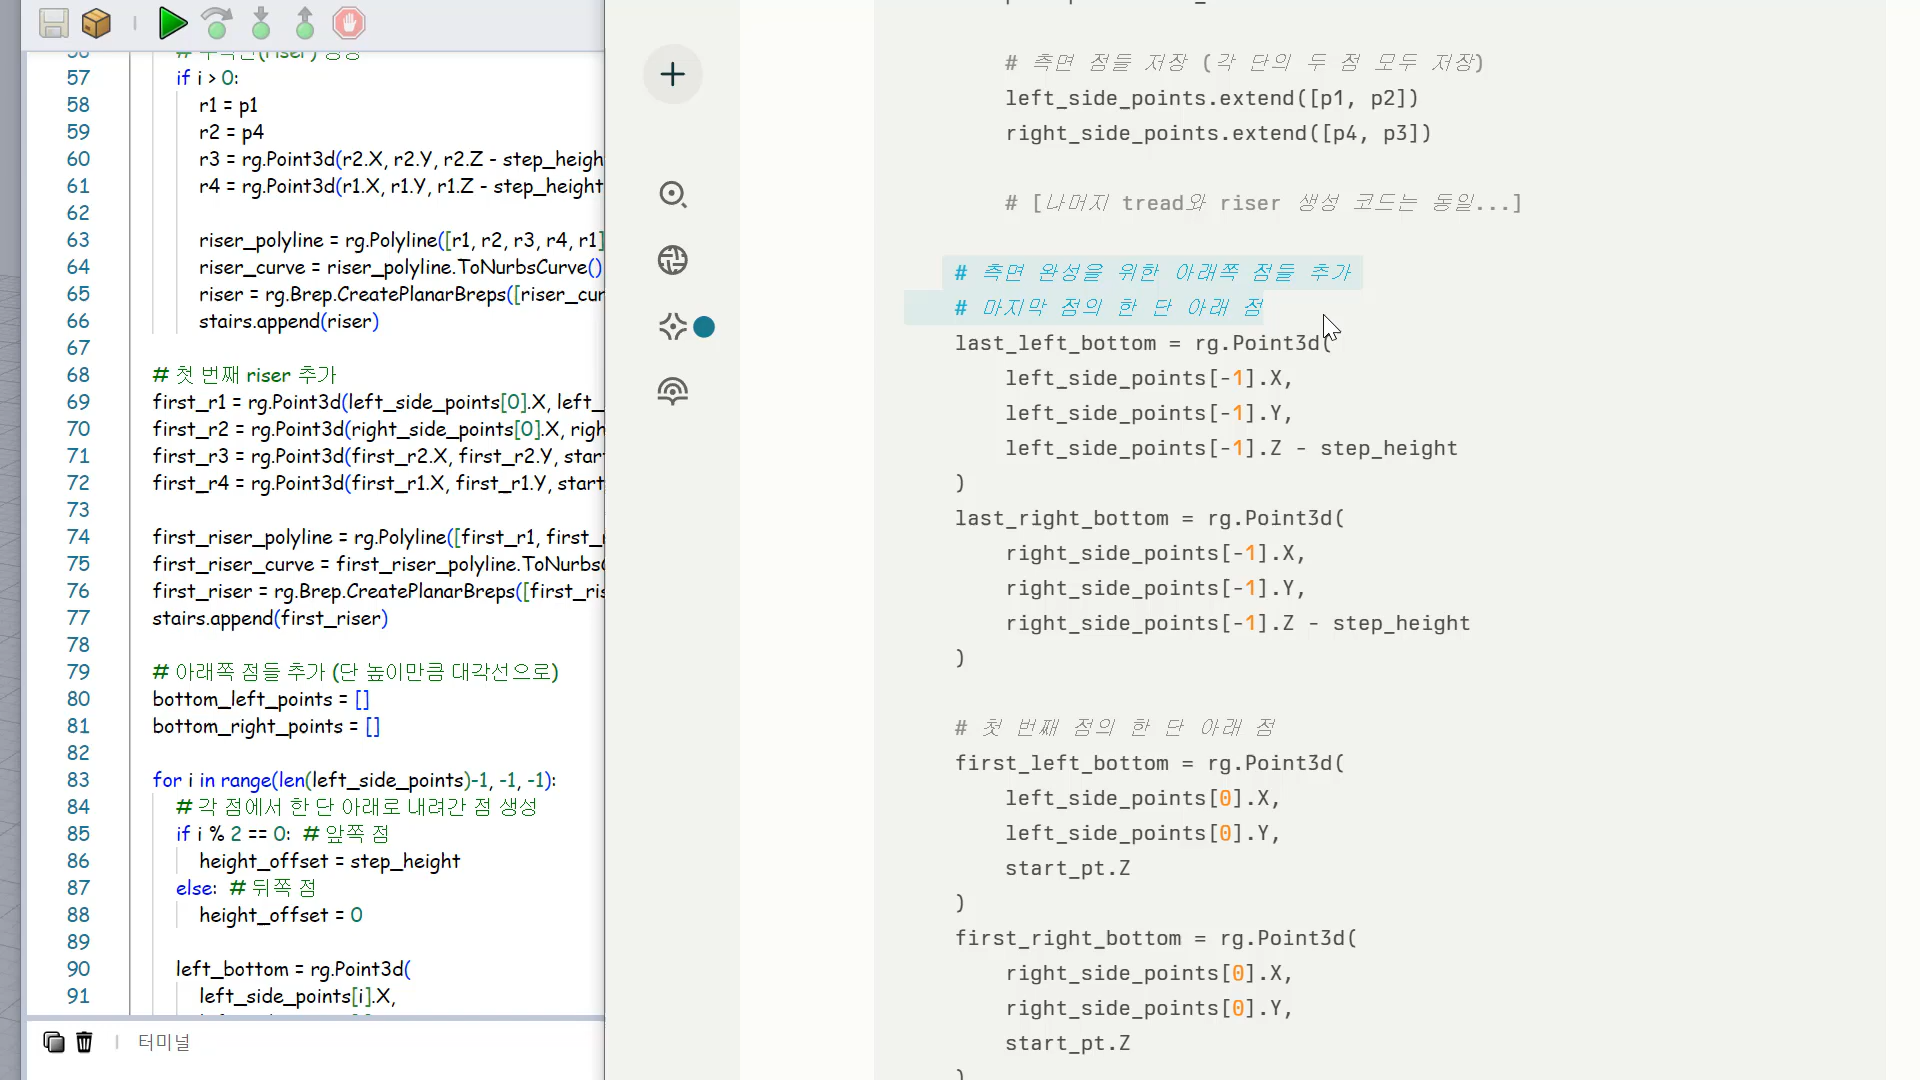 57 if i > 0:
58 r1 = p1
59 r2 = p4
60 r3 = rg.Point3d(r2.X, r2.Y, r2.Z - step_heigh
61 r4 = rg.Point3d(r1.X, r1.Y, r1.Z - step_height
62
63 riser_polyline = rg.Polyline([r1, r2, r3, r4, r1]
64 riser_curve = riser_polyline.ToNurbsCurve()
65 riser = rg.Brep.CreatePlanarBreps([riser_cur
66 stairs.append(riser)
67
68 # 첫 번째 riser 추가
69 first_r1 = rg.Point3d(left_side_points[0].X, left_
70 first_r2 = rg.Point3d(right_side_points[0].X, righ
71 first_r3 = rg.Point3d(first_r2.X, first_r2.Y, star
72 first_r4 = rg.Point3d(first_r1.X, first_r1.Y, start
73
74 first_riser_polyline = rg.Polyline([first_r1, first_
75 first_riser_curve = first_riser_polyline.ToNurbs
76 first_riser = rg.Brep.CreatePlanarBreps([first_ris
77 stairs.append(first_riser)
78
79 # 아래쪽 점들 추가 (단 높이만큼 대각선으로)
80 bottom_left_points = []
81 bottom_right_points = []
82
83 for i in range(len(left_side_points)-1, -1, -1):
84 # 각 점에서 한 단 아래로 내려간 점 생성
85 if i % 2 == 0: # 앞쪽 점
86 height_offset = step_height
87 else: # 뒤쪽 점
88 height_offset = 0
89
90 left_bottom = rg.Point3d(
91 left_side_points[i].X,
터미널
# 측면 점들 저장 (각 단의 두 점 모두 저장)
left_side_points.extend([p1, p2])
right_side_points.extend([p4, p3])
# [나머지 tread와 riser 생성 코드는 동일...]
# 측면 완성을 위한 아래쪽 점들 추가
# 마지막 점의 한 단 아래 점
last_left_bottom = rg.Point3d(
left_side_points[-1].X,
left_side_points[-1].Y,
left_side_points[-1].Z - step_height
)
last_right_bottom = rg.Point3d(
right_side_points[-1].X,
right_side_points[-1].Y,
right_side_points[-1].Z - step_height
)
# 첫 번째 점의 한 단 아래 점
first_left_bottom = rg.Point3d(
left_side_points[0].X,
left_side_points[0].Y,
start_pt.Z
)
first_right_bottom = rg.Point3d(
right_side_points[0].X,
right_side_points[0].Y,
start_pt.Z
)